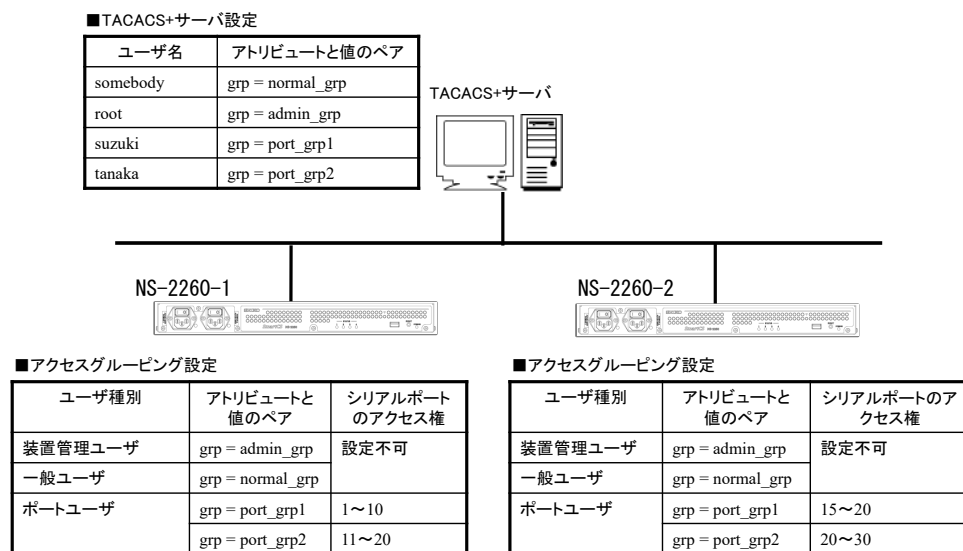 ■TACACS+サーバ設定
ユーザ名 アトリビュートと値のペア
somebody grp = normal_grp
root grp = admin_grp
suzuki grp = port_grp1
tanaka grp = port_grp2
TACACS+サーバ
NS-2260-1
NS-2260-2
■アクセスグルーピング設定
ユーザ種別 アトリビュートと
値のペア シリアルポート
のアクセス権
装置管理ユーザ grp = admin_grp 設定不可
一般ユーザ grp = normal_grp
ポートユーザ grp = port_grp1 1～10
grp = port_grp2 11～20
■アクセスグルーピング設定
ユーザ種別 アトリビュートと
値のペア シリアルポートのア
クセス権
装置管理ユーザ grp = admin_grp 設定不可
一般ユーザ grp = normal_grp
ポートユーザ grp = port_grp1 15～20
grp = port_grp2 20～30